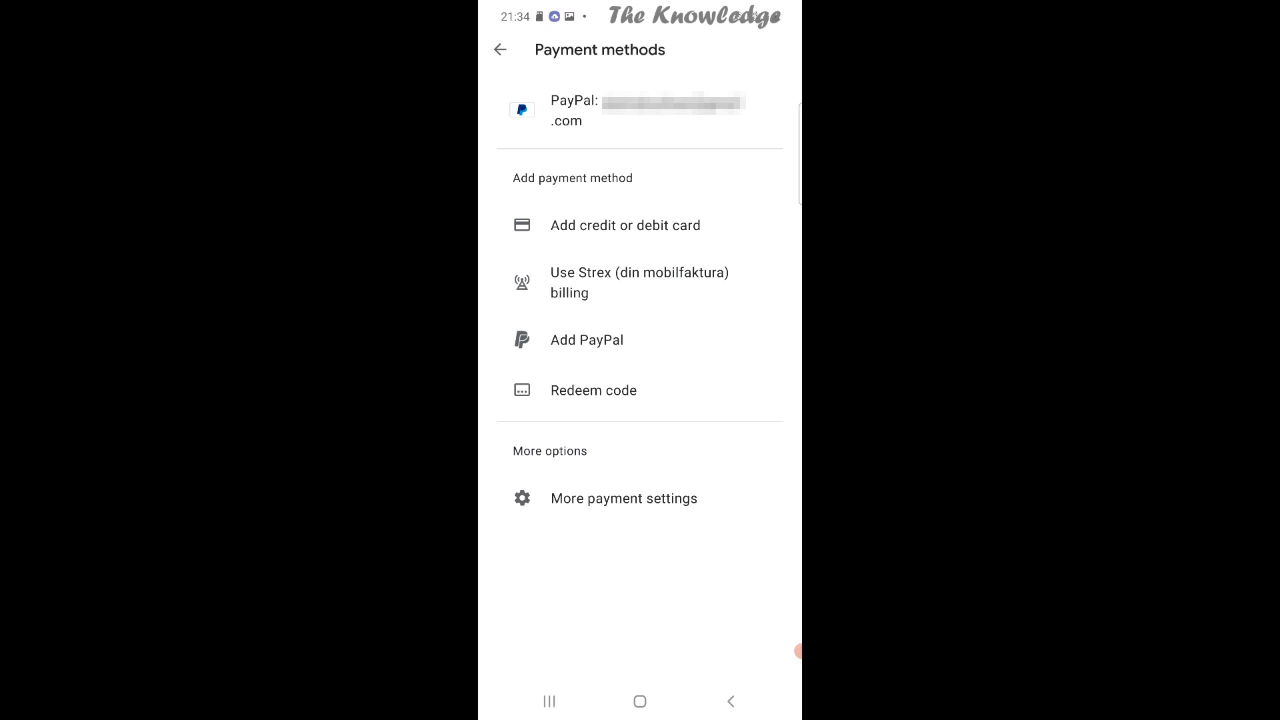 21:34
The Knowledge
Payment methods
PayPal:
.com
Add payment method
Add credit or debit card
Use Strex (din mobilfaktura)
billing
Add PayPal
Redeem code
More options
More payment settings